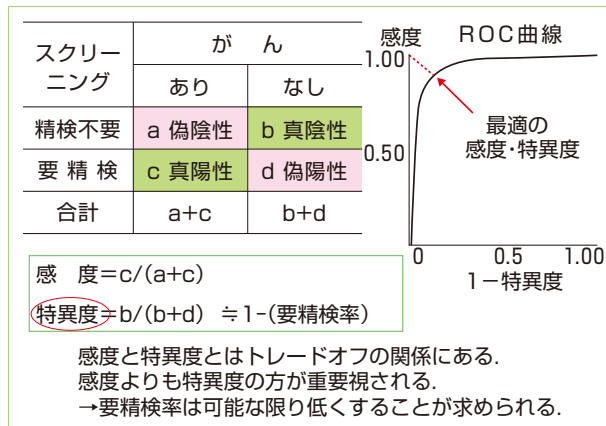 スクリーニング
が ん
あり
なし
精検不要
a 偽陰性
b 真陰性
要 精 検
c 真陽性
d 偽陽性
合計
a+c
b+d
感度
ROC曲線
1.00
0.50
最適の
感度･特異度
0
0.5
1.00
1−特異度
感 度＝c/(a+c)
特異度＝b/(b+d) ≒1-(要精検率)
感度と特異度とはトレードオフの関係にある.
感度よりも特異度の方が重要視される.
→要精検率は可能な限り低くすることが求められる.